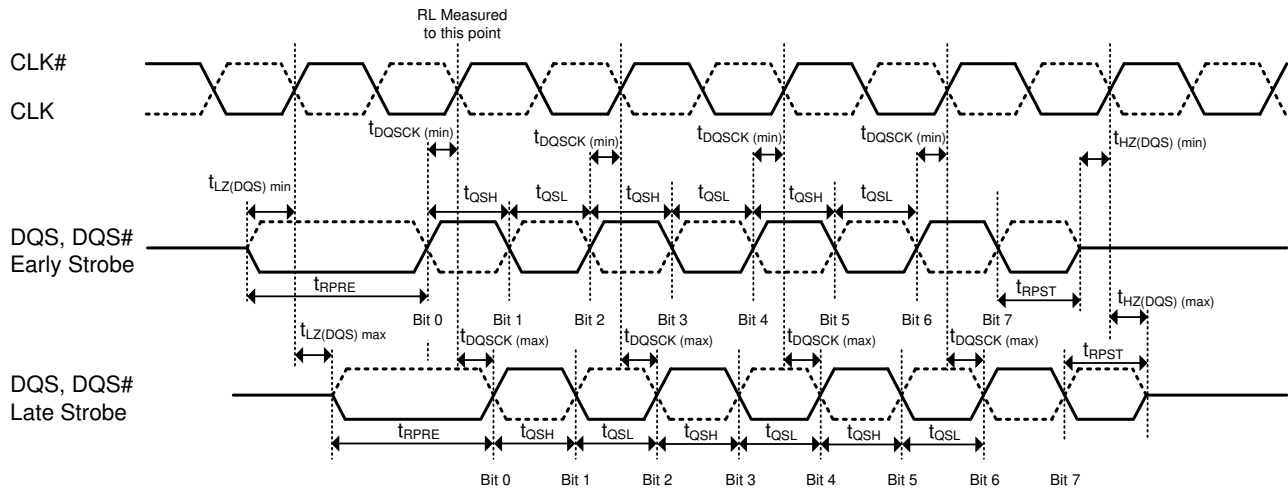 RL Measured
to this point
CLK#
CLK
tDQSCK (min) tDQSCK (min) tDQSCK (min) tDQSCK (min) tHZ(DQS) (min)
tLZ(DQS) min
tQSH tQSL tQSH tQSL tQSH tQSL
DQS, DQS#
Early Strobe
tRPRE tRPST
Bit 0 Bit 1 Bit 2 Bit 3 Bit 4 Bit 5 Bit 6 Bit 7
tHZ(DQS) (max)
tLZ(DQS) max tDQSCK (max) tDQSCK (max) tDQSCK (max) tDQSCK (max) tRPST
DQS, DQS#
Late Strobe
tRPRE tQSH tQSL tQSH tQSL tQSH tQSL
Bit 0 Bit 1 Bit 2 Bit 3 Bit 4 Bit 5 Bit 6 Bit 7